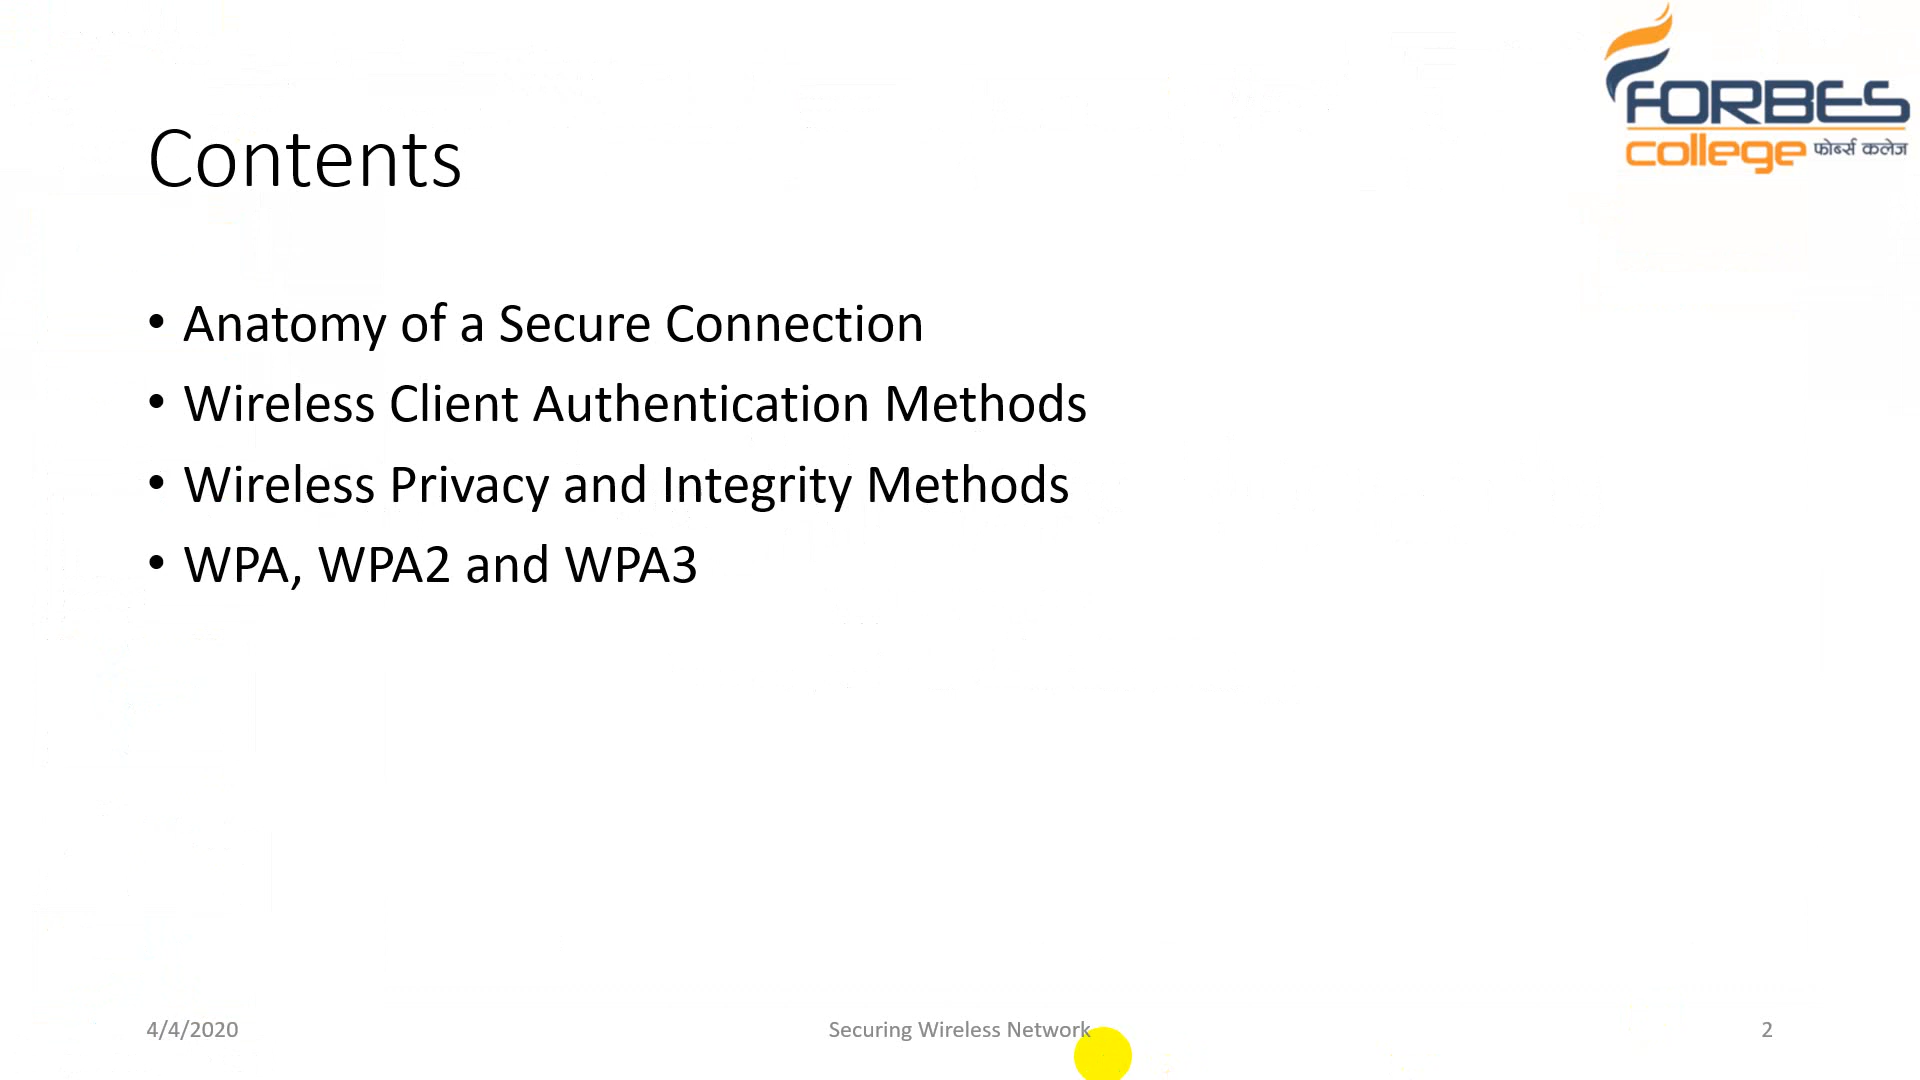 FORBES
college फोर्ब्स कलेज
Contents
• Anatomy of a Secure Connection
• Wireless Client Authentication Methods
• Wireless Privacy and Integrity Methods
• WPA, WPA2 and WPA3
4/4/2020 Securing Wireless Network 2